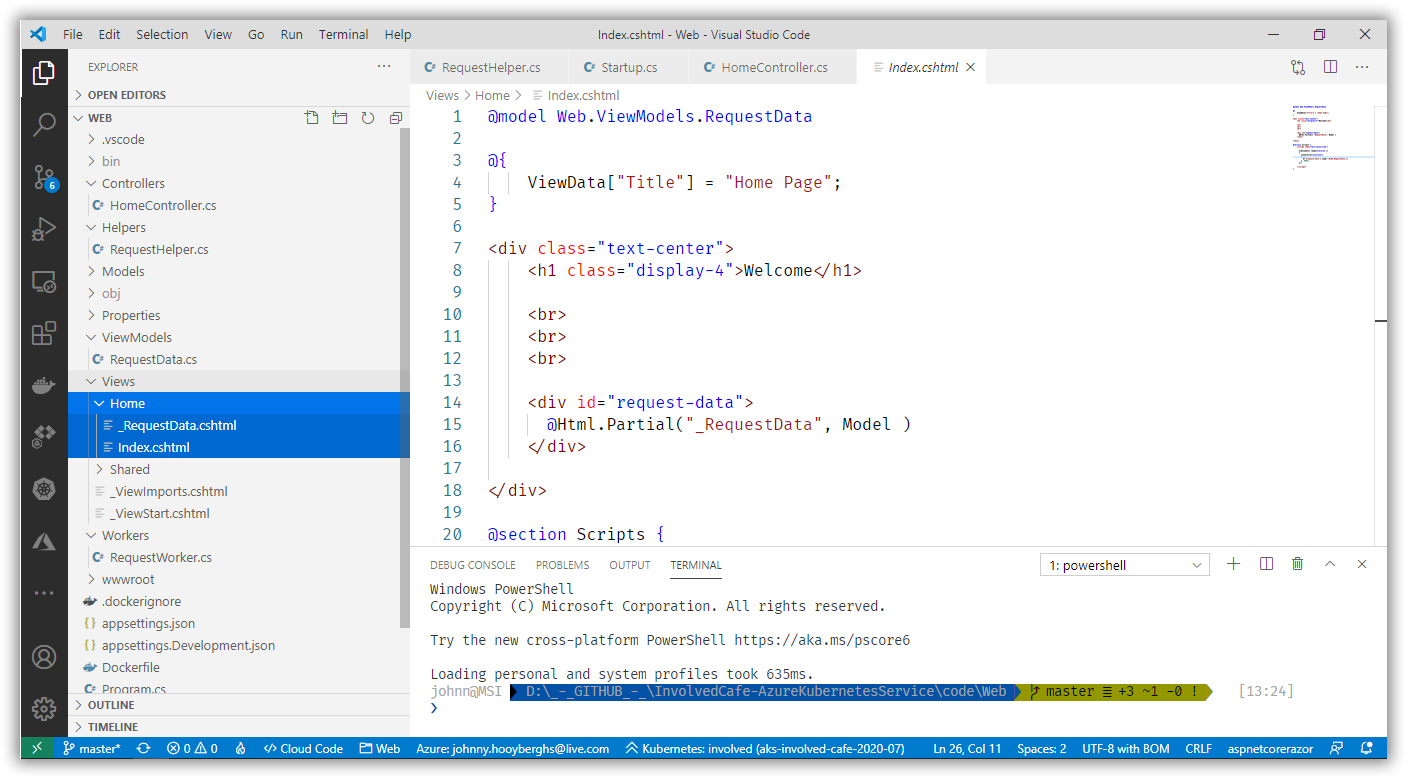 File Edit Selection View Go Run Terminal Help Index.cshtml - Web - Visual Studio Code
EXPLORER
OPEN EDITORS
WEB
.vscode
bin
Controllers
C# HomeController.cs
Helpers
C# RequestHelper.cs
Models
obj
Properties
ViewModels
C# RequestData.cs
Views
Home
_RequestData.cshtml
Index.cshtml
Shared
_ViewImports.cshtml
_ViewStart.cshtml
Workers
C# RequestWorker.cs
wwwroot
.dockerignore
{} appsettings.json
{} appsettings.Development.json
Dockerfile
C# Program.cs
OUTLINE
TIMELINE
6
C# RequestHelper.cs C# Startup.cs C# HomeController.cs Index.cshtml
Views > Home > Index.cshtml
1 @model Web.ViewModels.RequestData
2
3 @{
4 ViewData["Title"] = "Home Page";
5 }
6
7 <div class="text-center">
8 <h1 class="display-4">Welcome</h1>
9
10 <br>
11 <br>
12 <br>
13
14 <div id="request-data">
15 @Html.Partial("_RequestData", Model )
16 </div>
17
18 </div>
19
20 @section Scripts {
DEBUG CONSOLE PROBLEMS OUTPUT TERMINAL 1: powershell
Windows PowerShell
Copyright (C) Microsoft Corporation. All rights reserved.
Try the new cross-platform PowerShell https://aka.ms/pscore6
Loading personal and system profiles took 635ms.
johnn@MSI D:\_-_GITHUB_-_\InvolvedCafe-AzureKubernetesService\code\Web master ≣ +3 ~1 -0 ! [13:24]
❯
master* 0 0 Cloud Code Web Azure: johnny.hooyberghs@live.com Kubernetes: involved (aks-involved-cafe-2020-07) Ln 26, Col 11 Spaces: 2 UTF-8 with BOM CRLF aspnetcorerazor